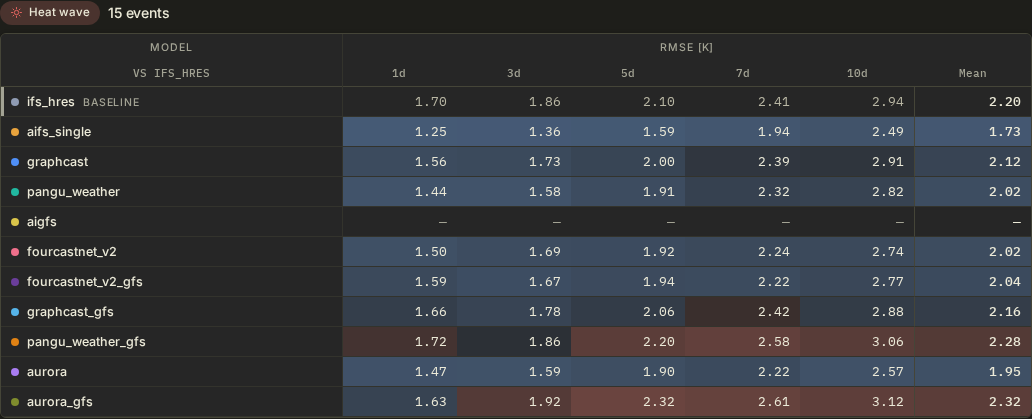 Heat wave 15 events
MODEL RMSE [K]
VS IFS_HRES 1d 3d 5d 7d 10d Mean
ifs_hres BASELINE 1.70 1.86 2.10 2.41 2.94 2.20
aifs_single 1.25 1.36 1.59 1.94 2.49 1.73
graphcast 1.56 1.73 2.00 2.39 2.91 2.12
pangu_weather 1.44 1.58 1.91 2.32 2.82 2.02
aigfs — — — — — —
fourcastnet_v2 1.50 1.69 1.92 2.24 2.74 2.02
fourcastnet_v2_gfs 1.59 1.67 1.94 2.22 2.77 2.04
graphcast_gfs 1.66 1.78 2.06 2.42 2.88 2.16
pangu_weather_gfs 1.72 1.86 2.20 2.58 3.06 2.28
aurora 1.47 1.59 1.90 2.22 2.57 1.95
aurora_gfs 1.63 1.92 2.32 2.61 3.12 2.32